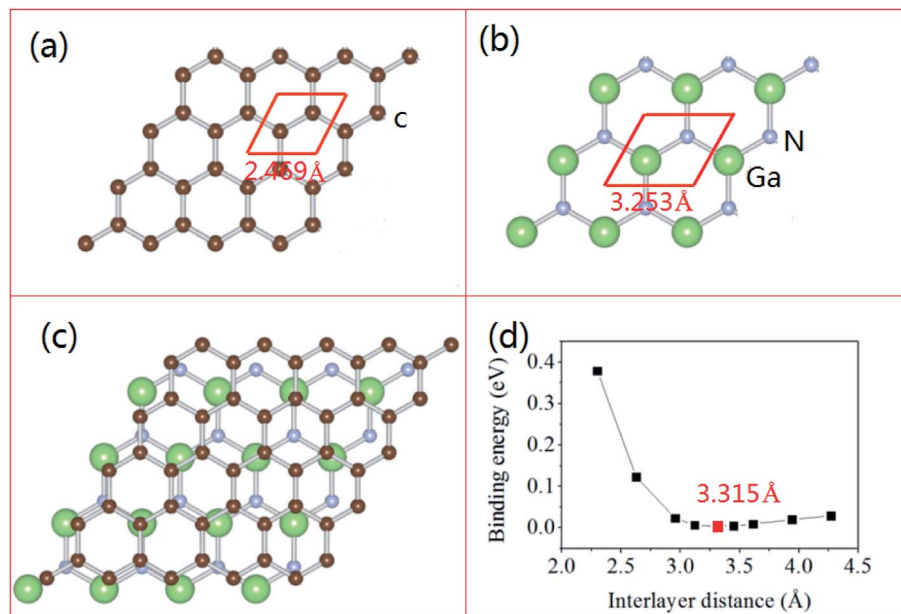 (a)
C
2.469Å
(b)
N
Ga
3.253Å
(c)
(d)
Binding energy (eV)
0.4
0.3
0.2
0.1
0.0
3.315Å
2.0 2.5 3.0 3.5 4.0 4.5
Interlayer distance (Å)